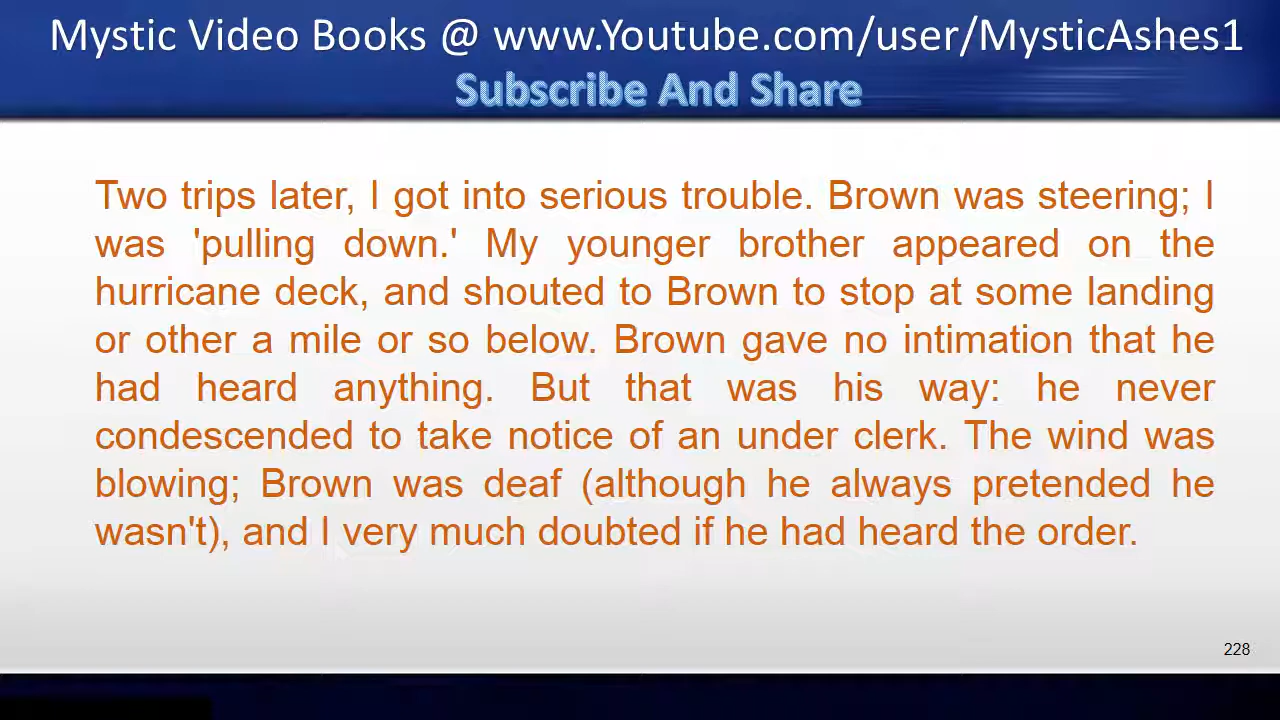 Mystic Video Books @ www.Youtube.com/user/MysticAshes1
Subscribe And Share
Two trips later, I got into serious trouble. Brown was steering; I
was 'pulling down.' My younger brother appeared on the
hurricane deck, and shouted to Brown to stop at some landing
or other a mile or so below. Brown gave no intimation that he
had heard anything. But that was his way: he never
condescended to take notice of an under clerk. The wind was
blowing; Brown was deaf (although he always pretended he
wasn't), and I very much doubted if he had heard the order.
228